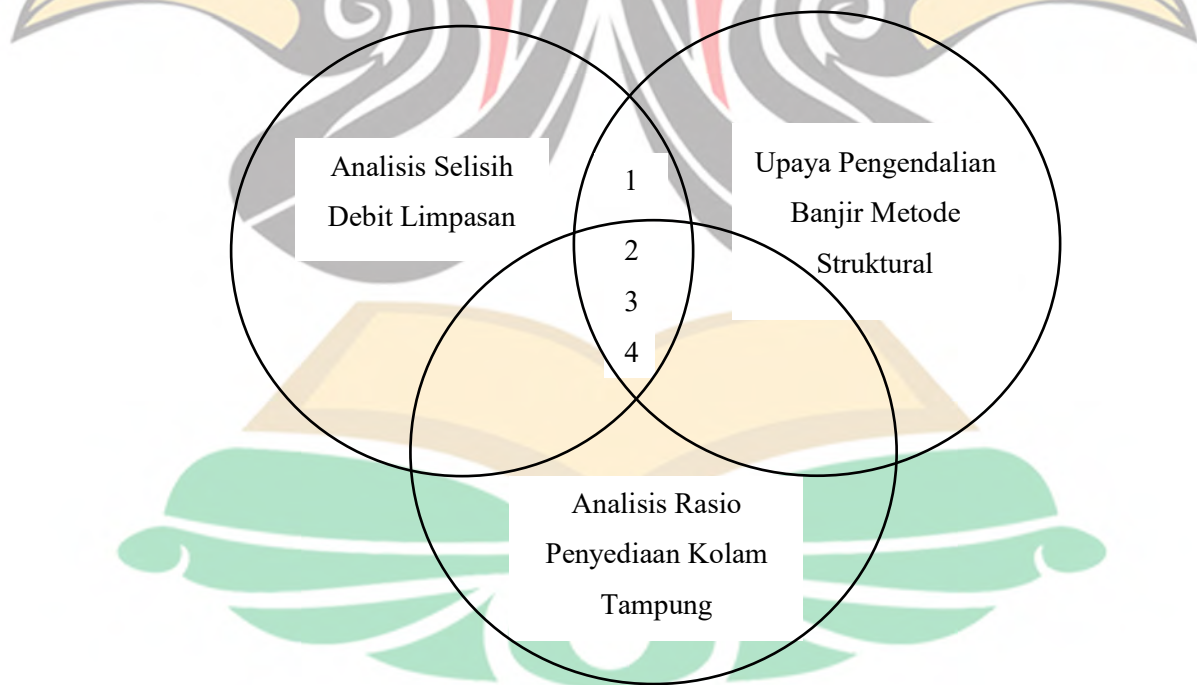 Analisis Selisih
Debit Limpasan
1
2
3
4
Upaya Pengendalian
Banjir Metode
Struktural
Analisis Rasio
Penyediaan Kolam
Tampung